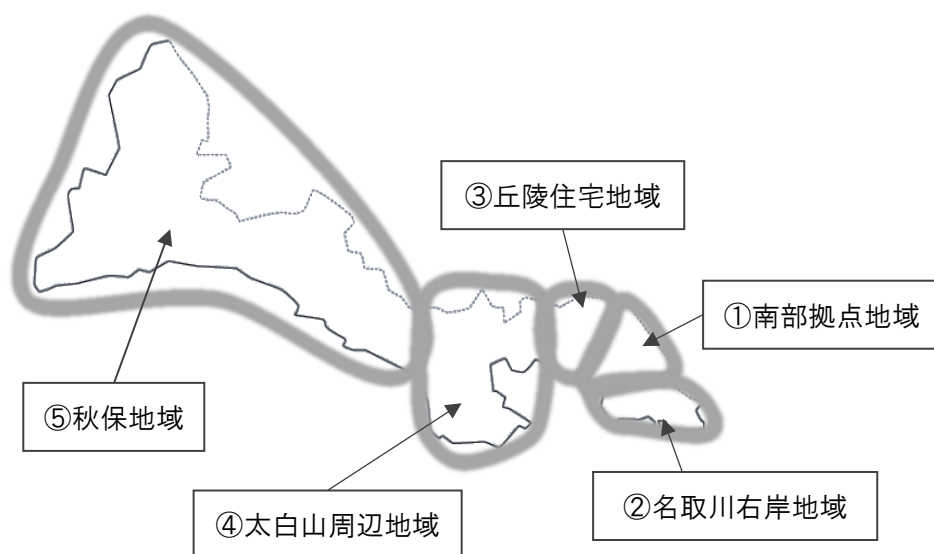 ③丘陵住宅地域
①南部拠点地域
⑤秋保地域
④太白山周辺地域
②名取川右岸地域